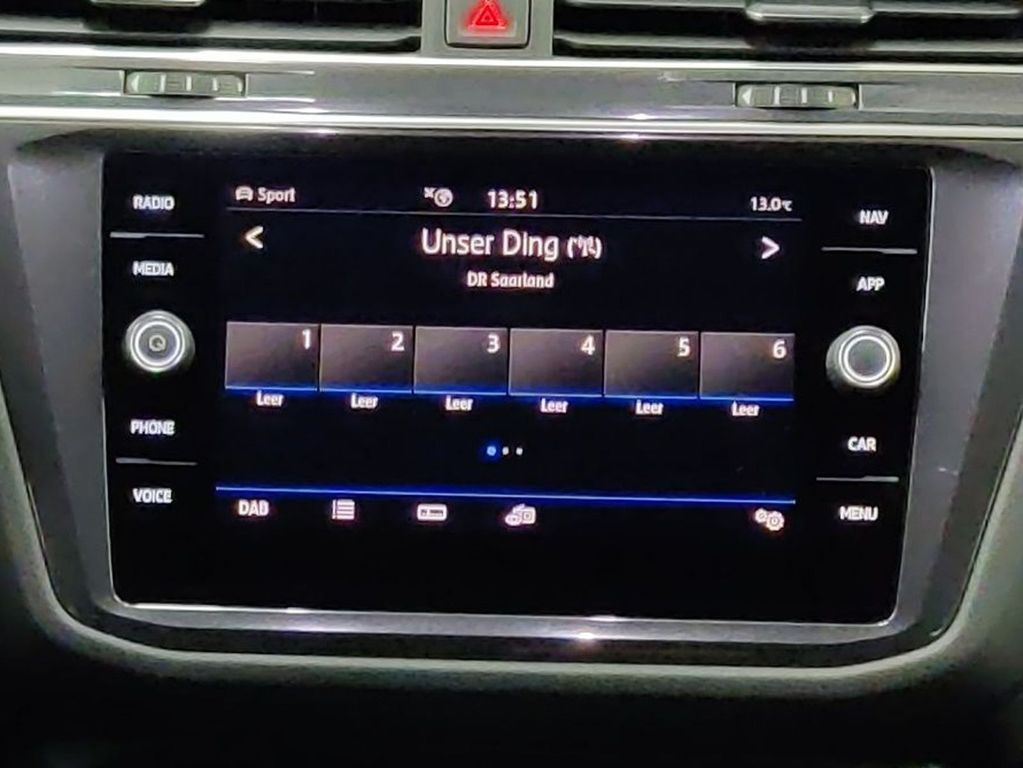 RADIO
MEDIA
PHONE
VOICE
Sport
13:51
13.0°C
< Unser Ding >
DR Saarland
1 2 3 4 5 6
Leer Leer Leer Leer Leer Leer
DAB
NAV
APP
CAR
MENU